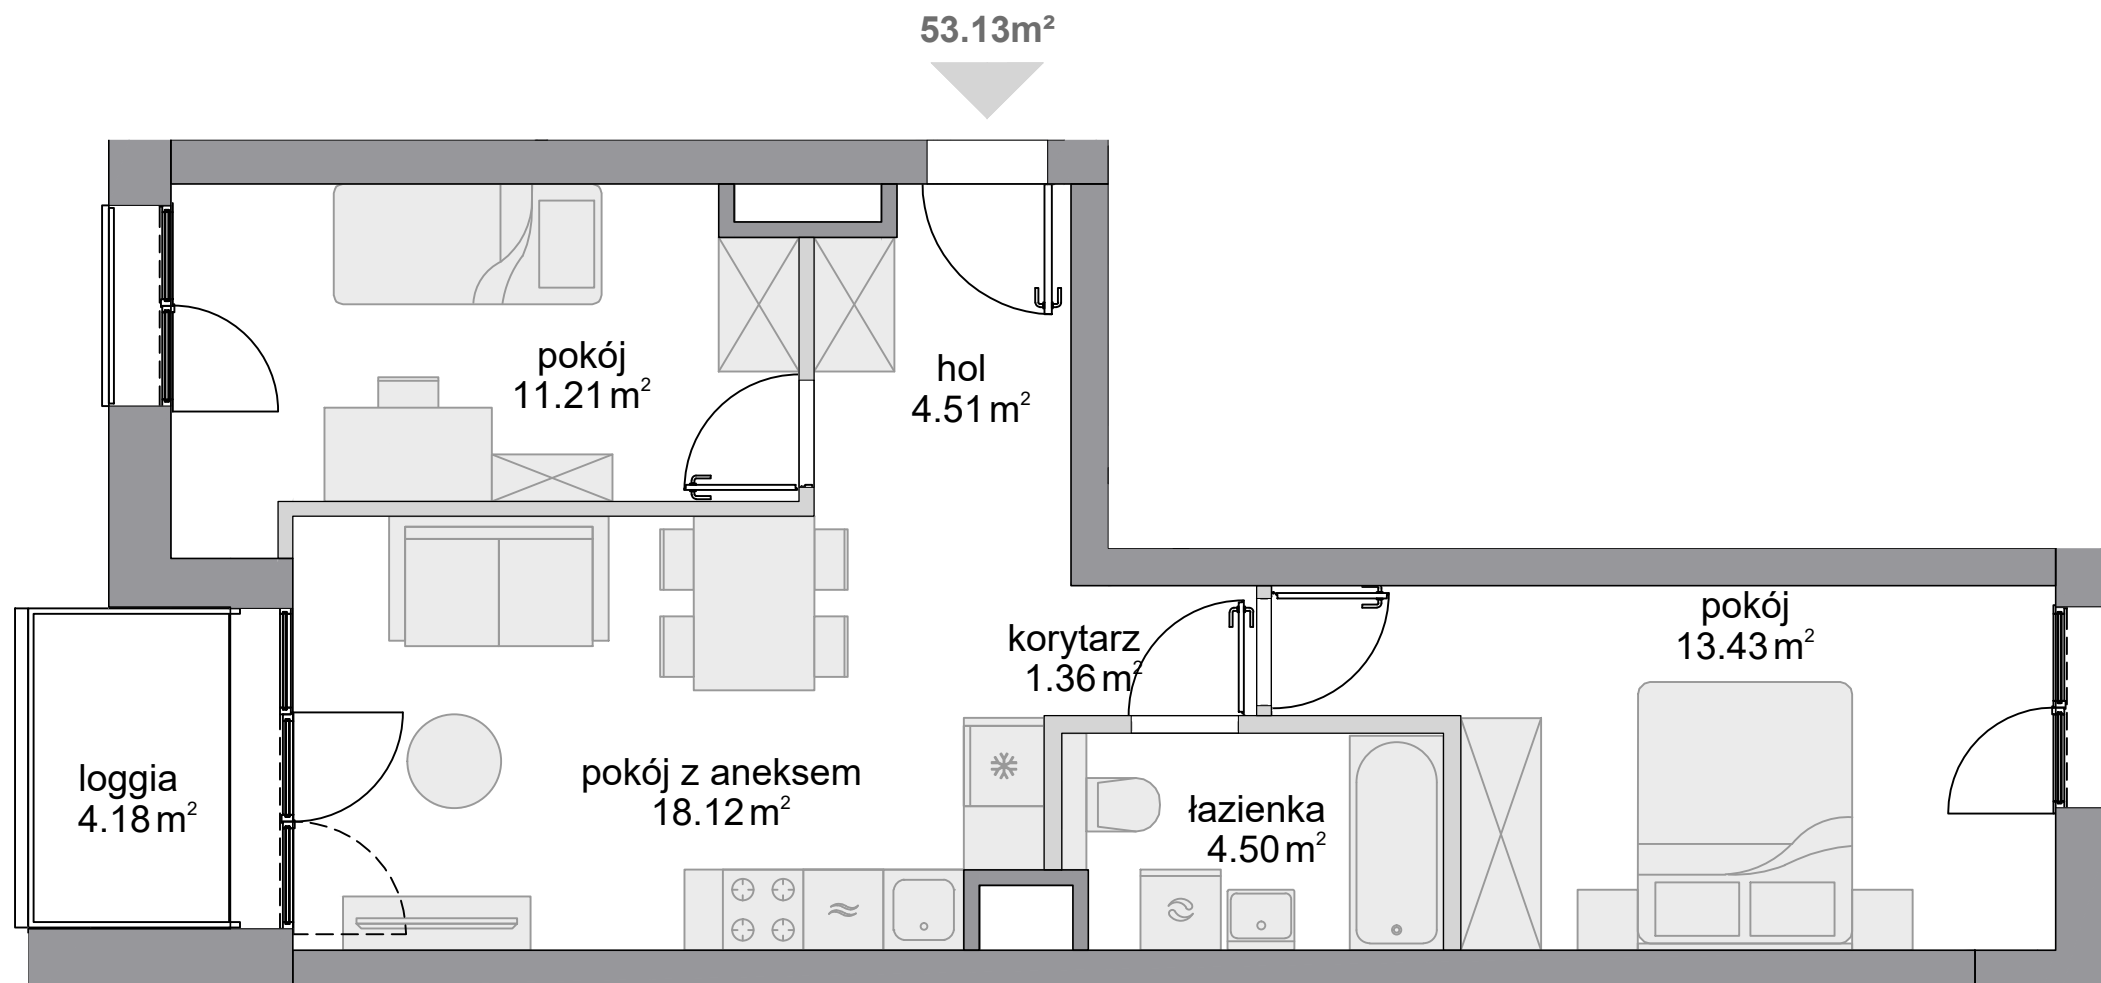 53.13m²
pokój
11.21 m²
hol
4.51 m²
korytarz
1.36 m²
pokój
13.43 m²
loggia
4.18 m²
pokój z aneksem
18.12 m²
łazienka
4.50 m²